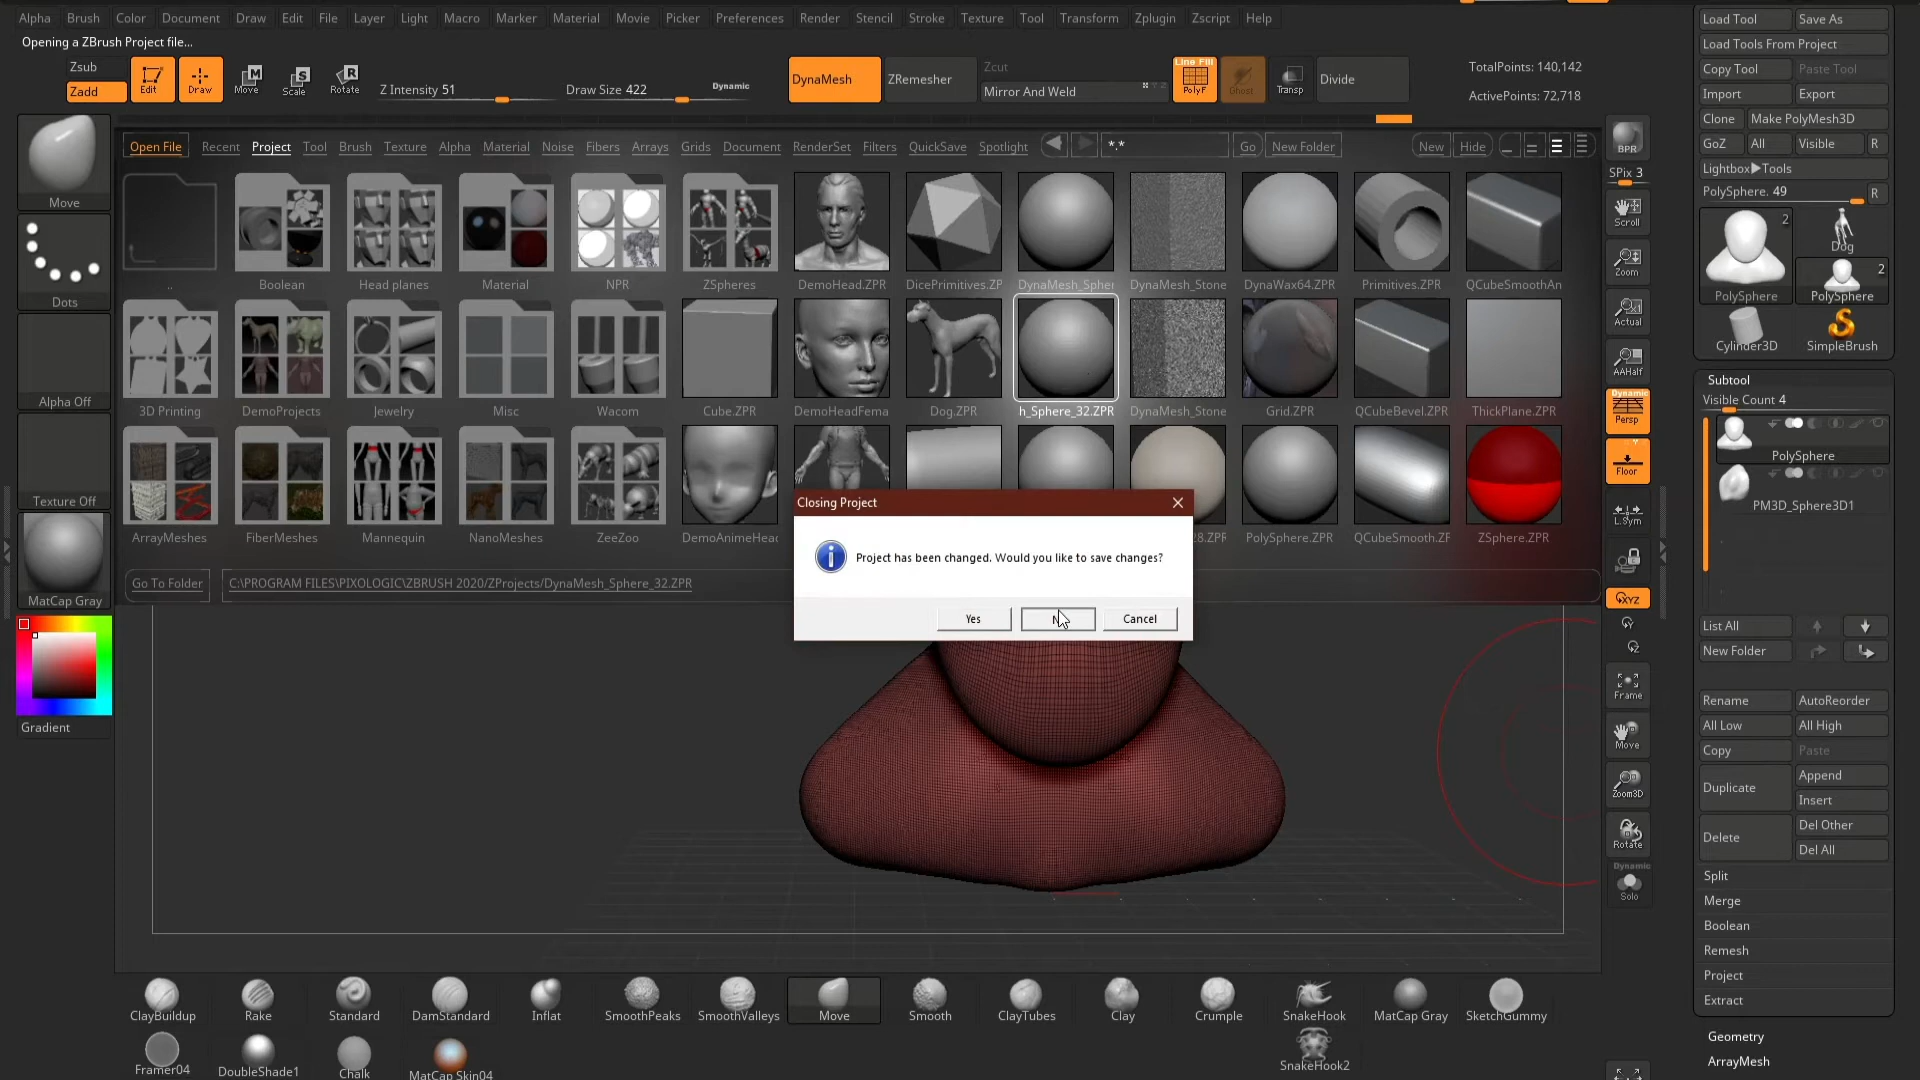 Alpha Brush Color Document Draw Edit File Layer Light Macro Marker Material Movie Picker Preferences Render Stencil Stroke Texture Tool Transform Zplugin Zscript Help
Opening a ZBrush Project file...
Zsub
Zadd
Edit Draw Move Scale Rotate
Z Intensity 51
Draw Size 422
Dynamic
DynaMesh
ZRemesher
Zcut
Mirror And Weld
Line Fill
PolyF
Ghost
Transp
Divide
TotalPoints: 140,142
ActivePoints: 72,718
Open File Recent Project Tool Brush Texture Alpha Material Noise Fibers Arrays Grids Document RenderSet Filters QuickSave Spotlight *.* Go New Folder New Hide
.. Boolean Head planes Material NPR ZSpheres DemoHead.ZPR DicePrimitives.ZP DynaMesh_Spher DynaMesh_Stone DynaWax64.ZPR Primitives.ZPR QCubeSmoothAn
3D Printing DemoProjects Jewelry Misc Wacom Cube.ZPR DemoHeadFema Dog.ZPR h_Sphere_32.ZPR DynaMesh_Stone Grid.ZPR QCubeBevel.ZPR ThickPlane.ZPR
ArrayMeshes FiberMeshes Mannequin NanoMeshes ZeeZoo DemoAnimeHead 28.ZPR PolySphere.ZPR QCubeSmooth.ZF ZSphere.ZPR
Go To Folder C:\PROGRAM FILES\PIXOLOGIC\ZBRUSH 2020/ZProjects/DynaMesh_Sphere_32.ZPR
Closing Project
Project has been changed. Would you like to save changes?
Yes
Cancel
Move
Dots
Alpha Off
Texture Off
MatCap Gray
Gradient
BPR
SPix 3
Scroll
Zoom
Actual
AAHalf
Dynamic
Persp
Floor
L.Sym
XYZ
Frame
Move
Zoom3D
Rotate
Dynamic
Solo
Load Tool Save As
Load Tools From Project
Copy Tool Paste Tool
Import Export
Clone Make PolyMesh3D
GoZ All Visible R
Lightbox▶Tools
PolySphere. 49 R
2
Dog
2
PolySphere PolySphere
Cylinder3D SimpleBrush
Subtool
Visible Count 4
PolySphere
PM3D_Sphere3D1
List All
New Folder
Rename AutoReorder
All Low All High
Copy Paste
Duplicate Append
Insert
Delete Del Other
Del All
Split
Merge
Boolean
Remesh
Project
Extract
Geometry
ArrayMesh
ClayBuildup Rake Standard DamStandard Inflat SmoothPeaks SmoothValleys Move Smooth ClayTubes Clay Crumple SnakeHook MatCap Gray SketchGummy
Framer04 DoubleShade1 Chalk MatCap Skin04 SnakeHook2